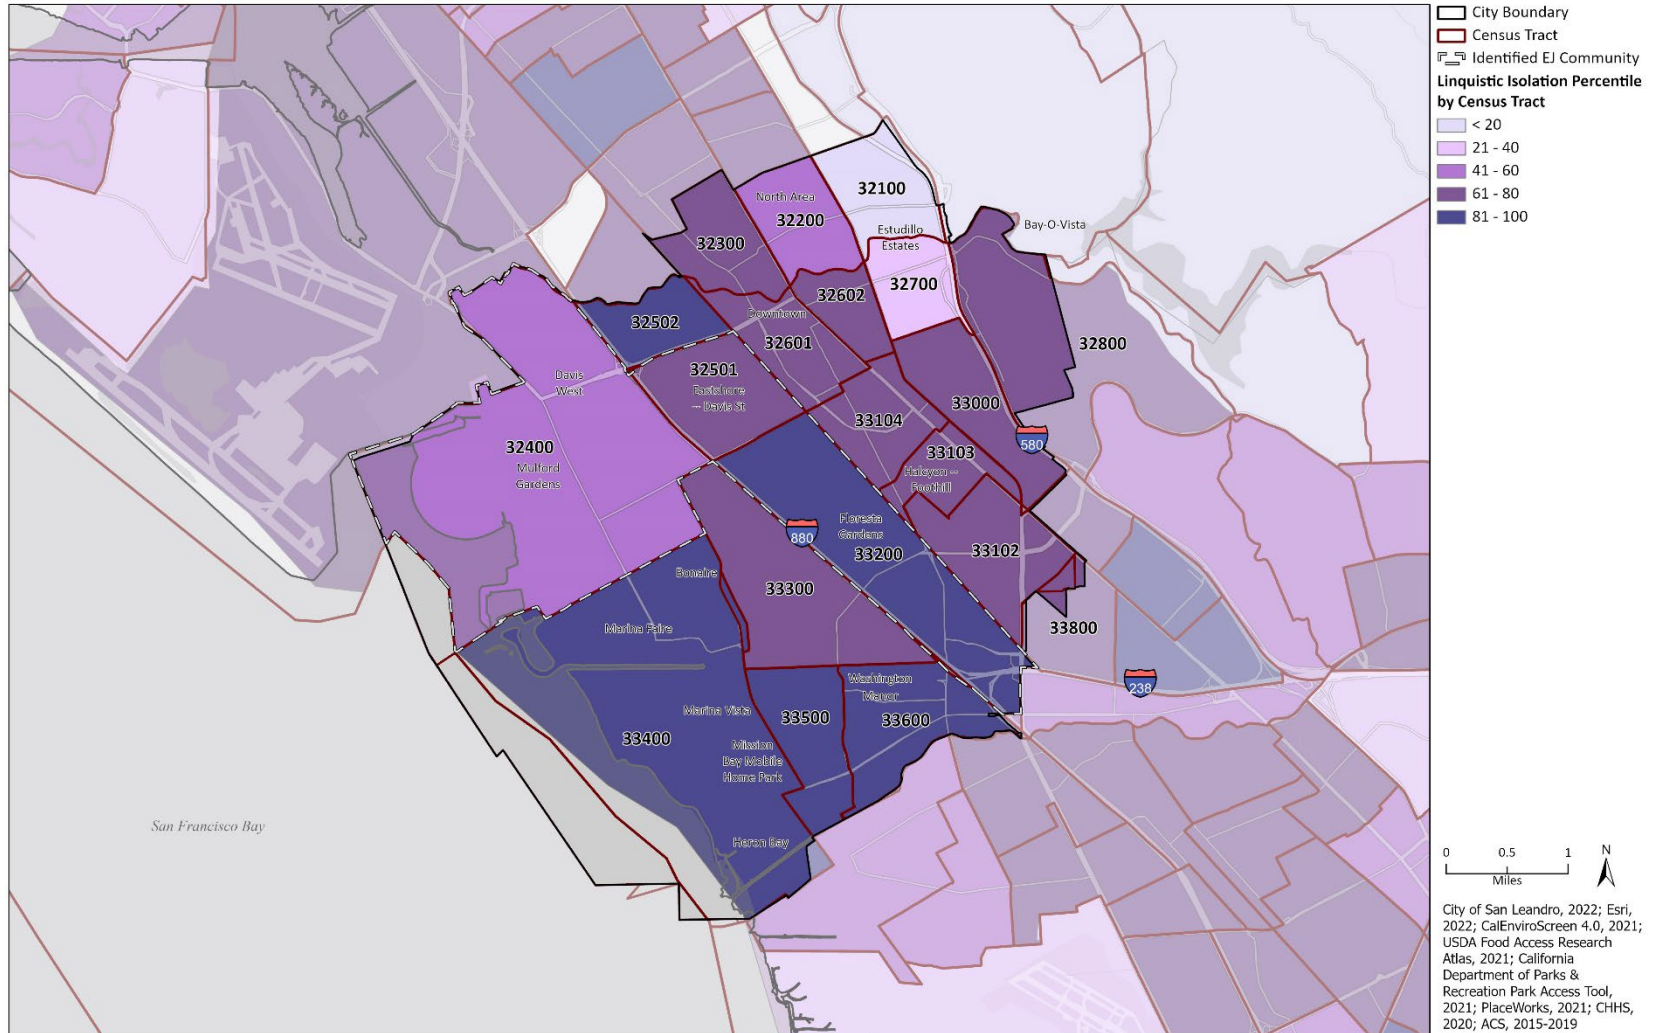 City Boundary
Census Tract
Identified EJ Community
Linquistic Isolation Percentile
by Census Tract
< 20
21 - 40
41 - 60
61 - 80
81 - 100
32100
North Area
32200
Bay-O-Vista
Estudillo
Estates
32300
32700
32602
Downtown
32502
32601
32800
32501
Davis
West
Eastshore
– Davis St
33000
33104
580
32400
33103
Mulford
Gardens
Halcyon –
Foothill
Floresta
Gardens
880
33200
33102
Bonaire
33300
Marina Faire
33800
Washington
Manor
238
Marina Vista
33500
33600
33400
Mission
Bay Mobile
Home Park
San Francisco Bay
Heron Bay
0 0.5 1
Miles
N
City of San Leandro, 2022; Esri,
2022; CalEnviroScreen 4.0, 2021;
USDA Food Access Research
Atlas, 2021; California
Department of Parks &
Recreation Park Access Tool,
2021; PlaceWorks, 2021; CHHS,
2020; ACS, 2015-2019